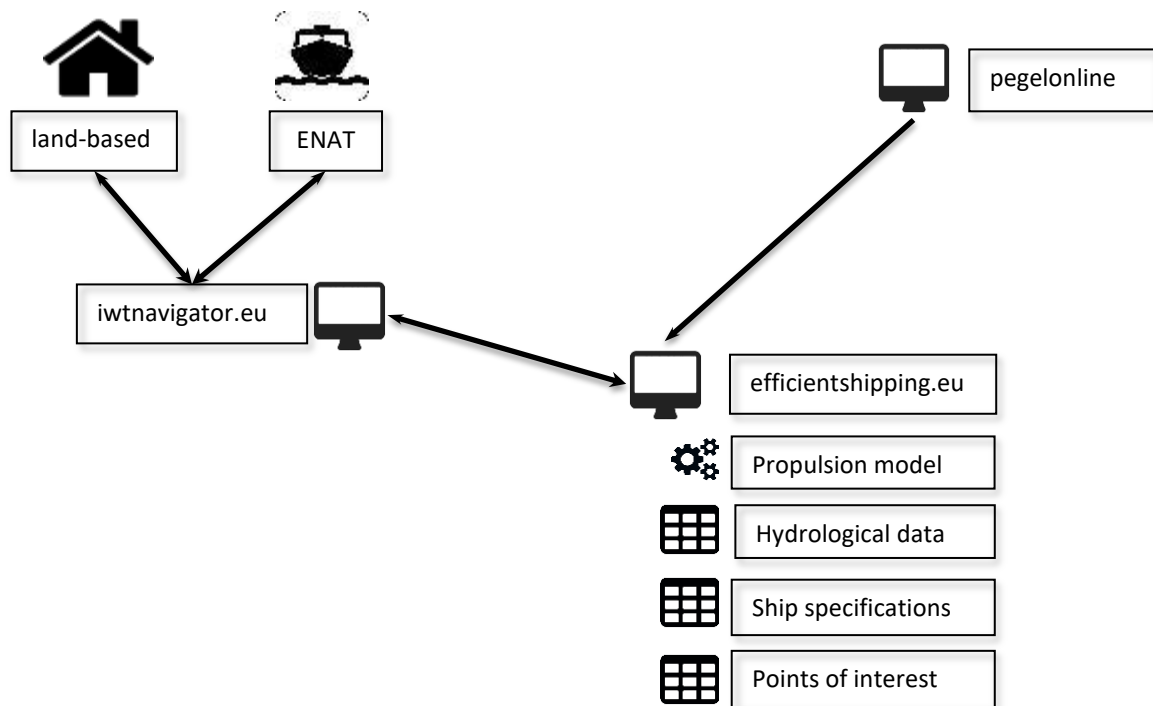 land-based
ENAT
pegelonline
iwtnavigator.eu
efficientshipping.eu
Propulsion model
Hydrological data
Ship specifications
Points of interest